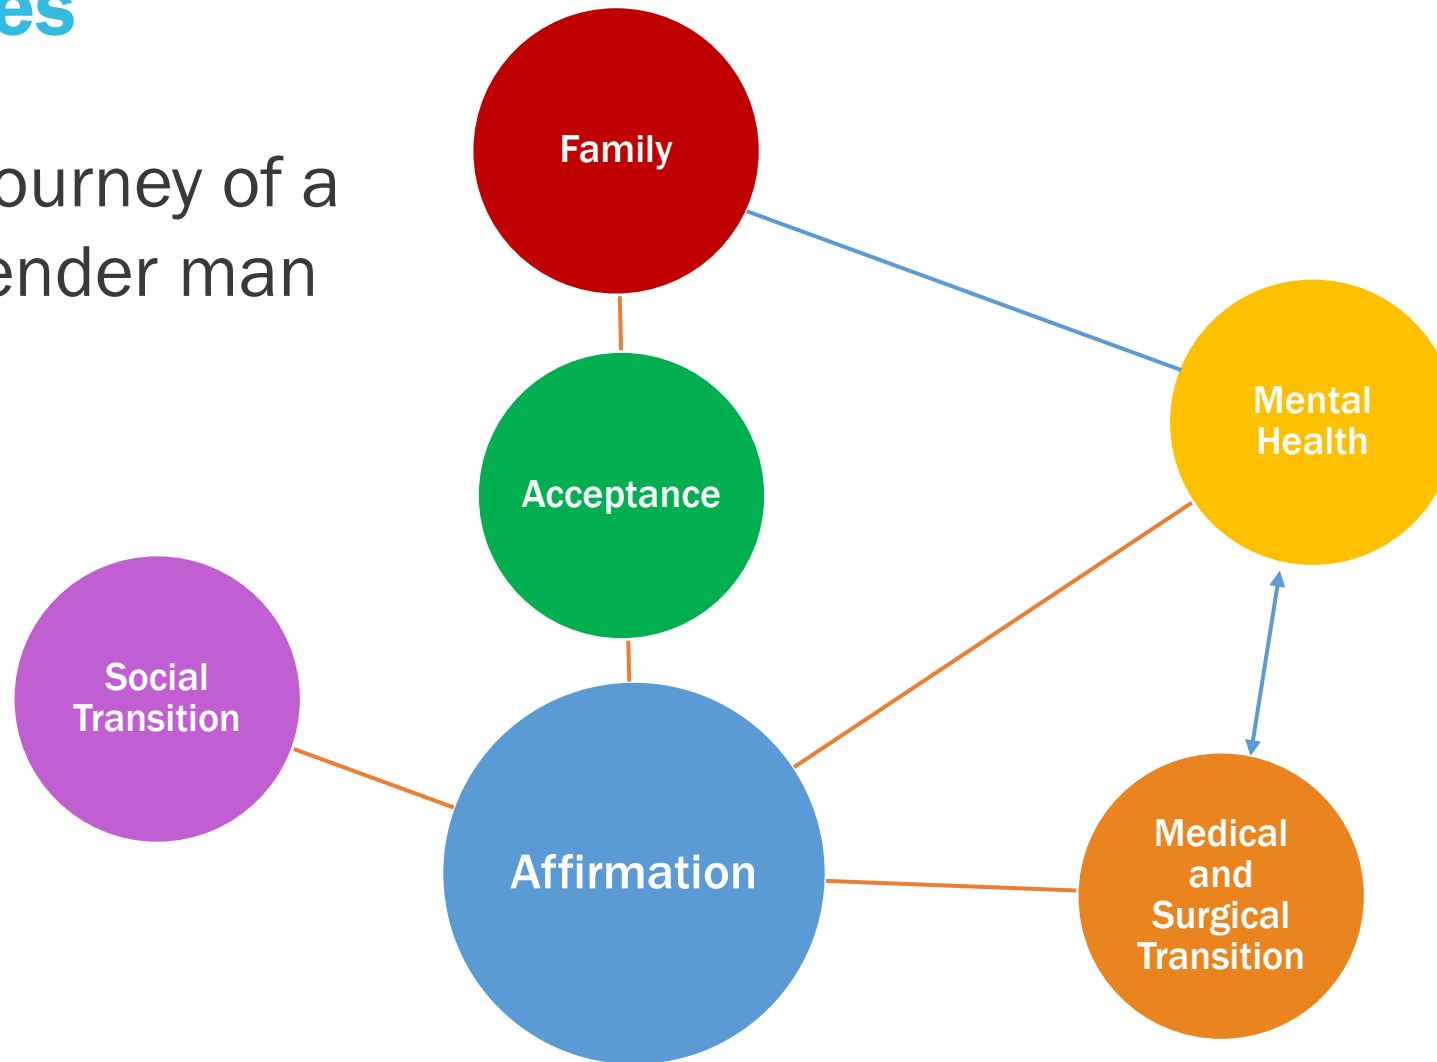 es
ourney of a
ender man
Family
Acceptance
Mental
Health
Social
Transition
Affirmation
Medical
and
Surgical
Transition